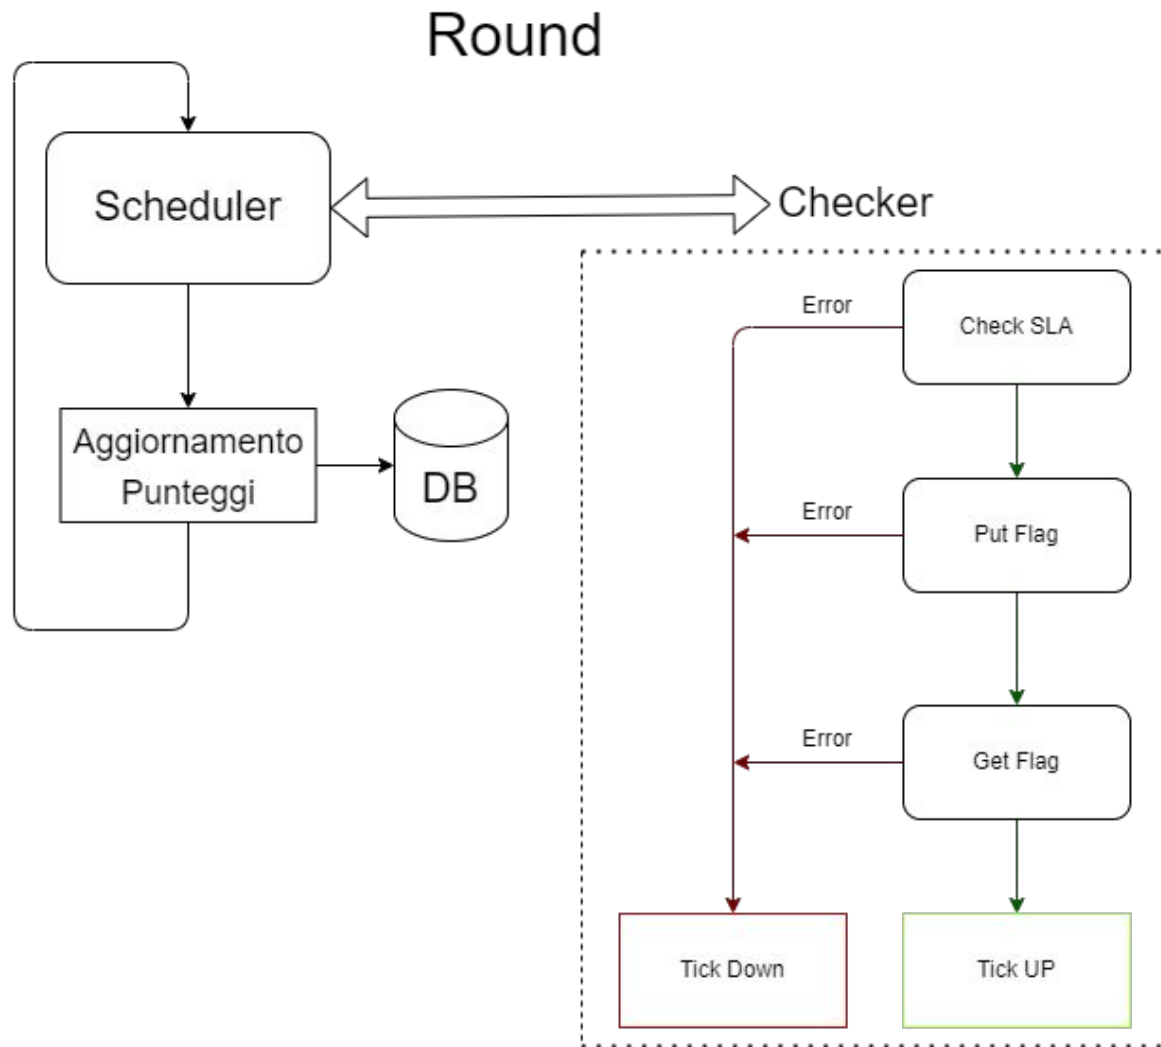 Round
Scheduler
Checker
Aggiornamento
Punteggi
DB
Error
Check SLA
Error
Put Flag
Error
Get Flag
Tick Down
Tick UP